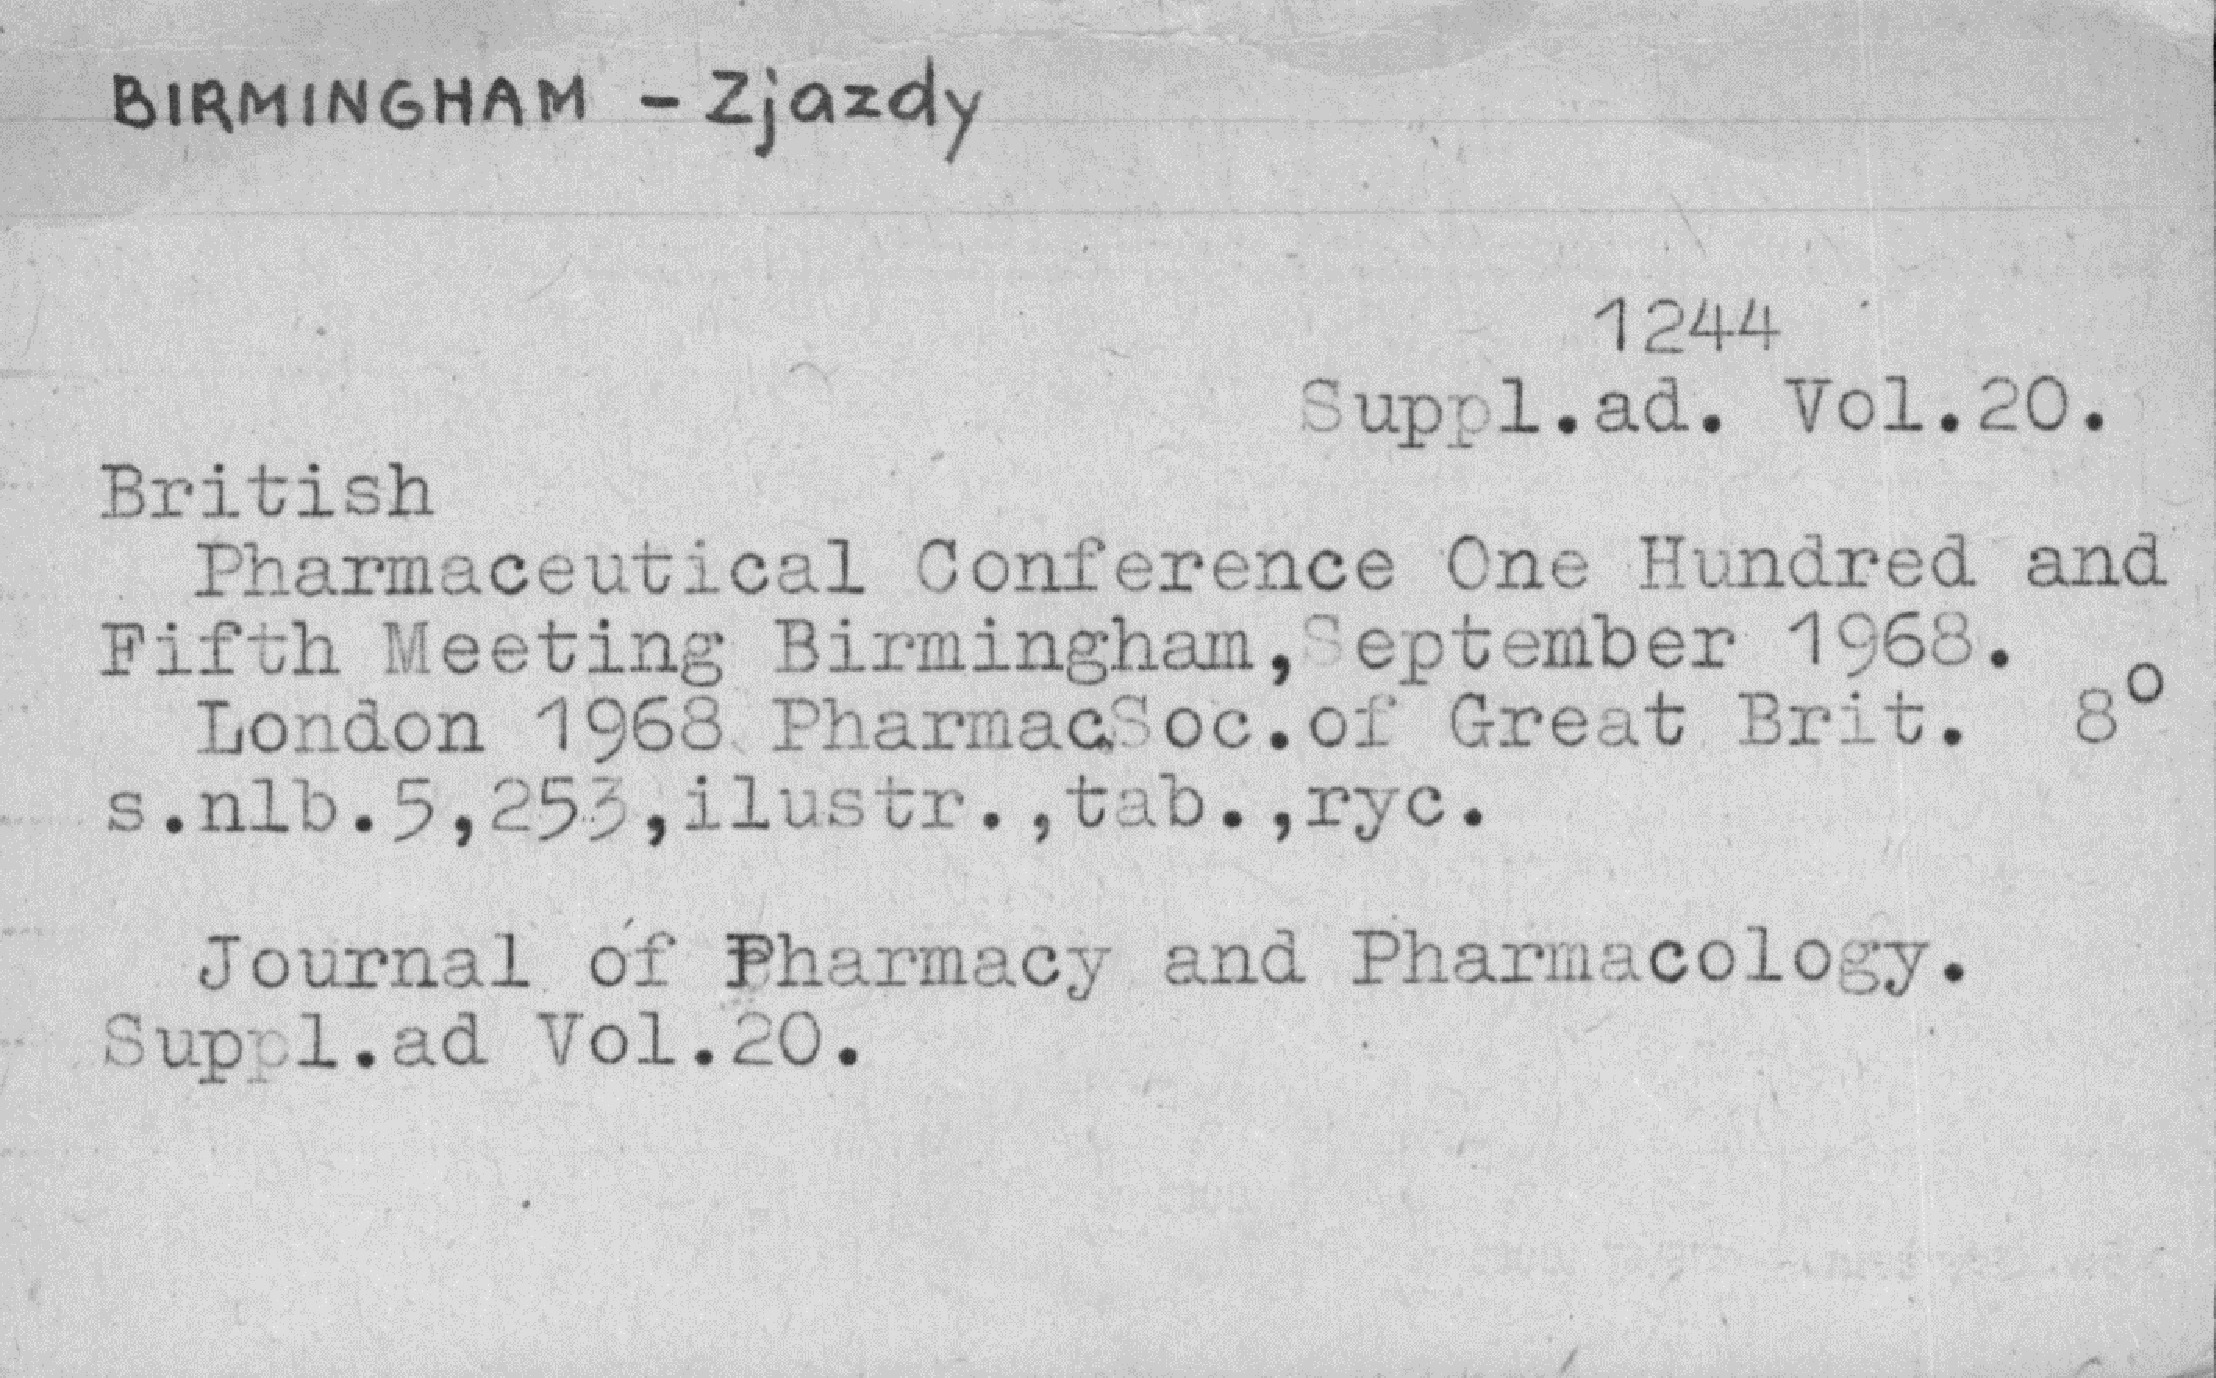 BIRMINGHAM - Zjazdy
1244
Suppl.ad. Vol.20.
British
Pharmaceutical Conference One Hundred and
Fifth Meeting Birmingham,September 1968.
London 1968 Pharmac.Soc.of Great Brit. 8°
s.nlb.5,253,ilustr.,tab.,ryc.
Journal of Pharmacy and Pharmacology.
Suppl.ad Vol.20.